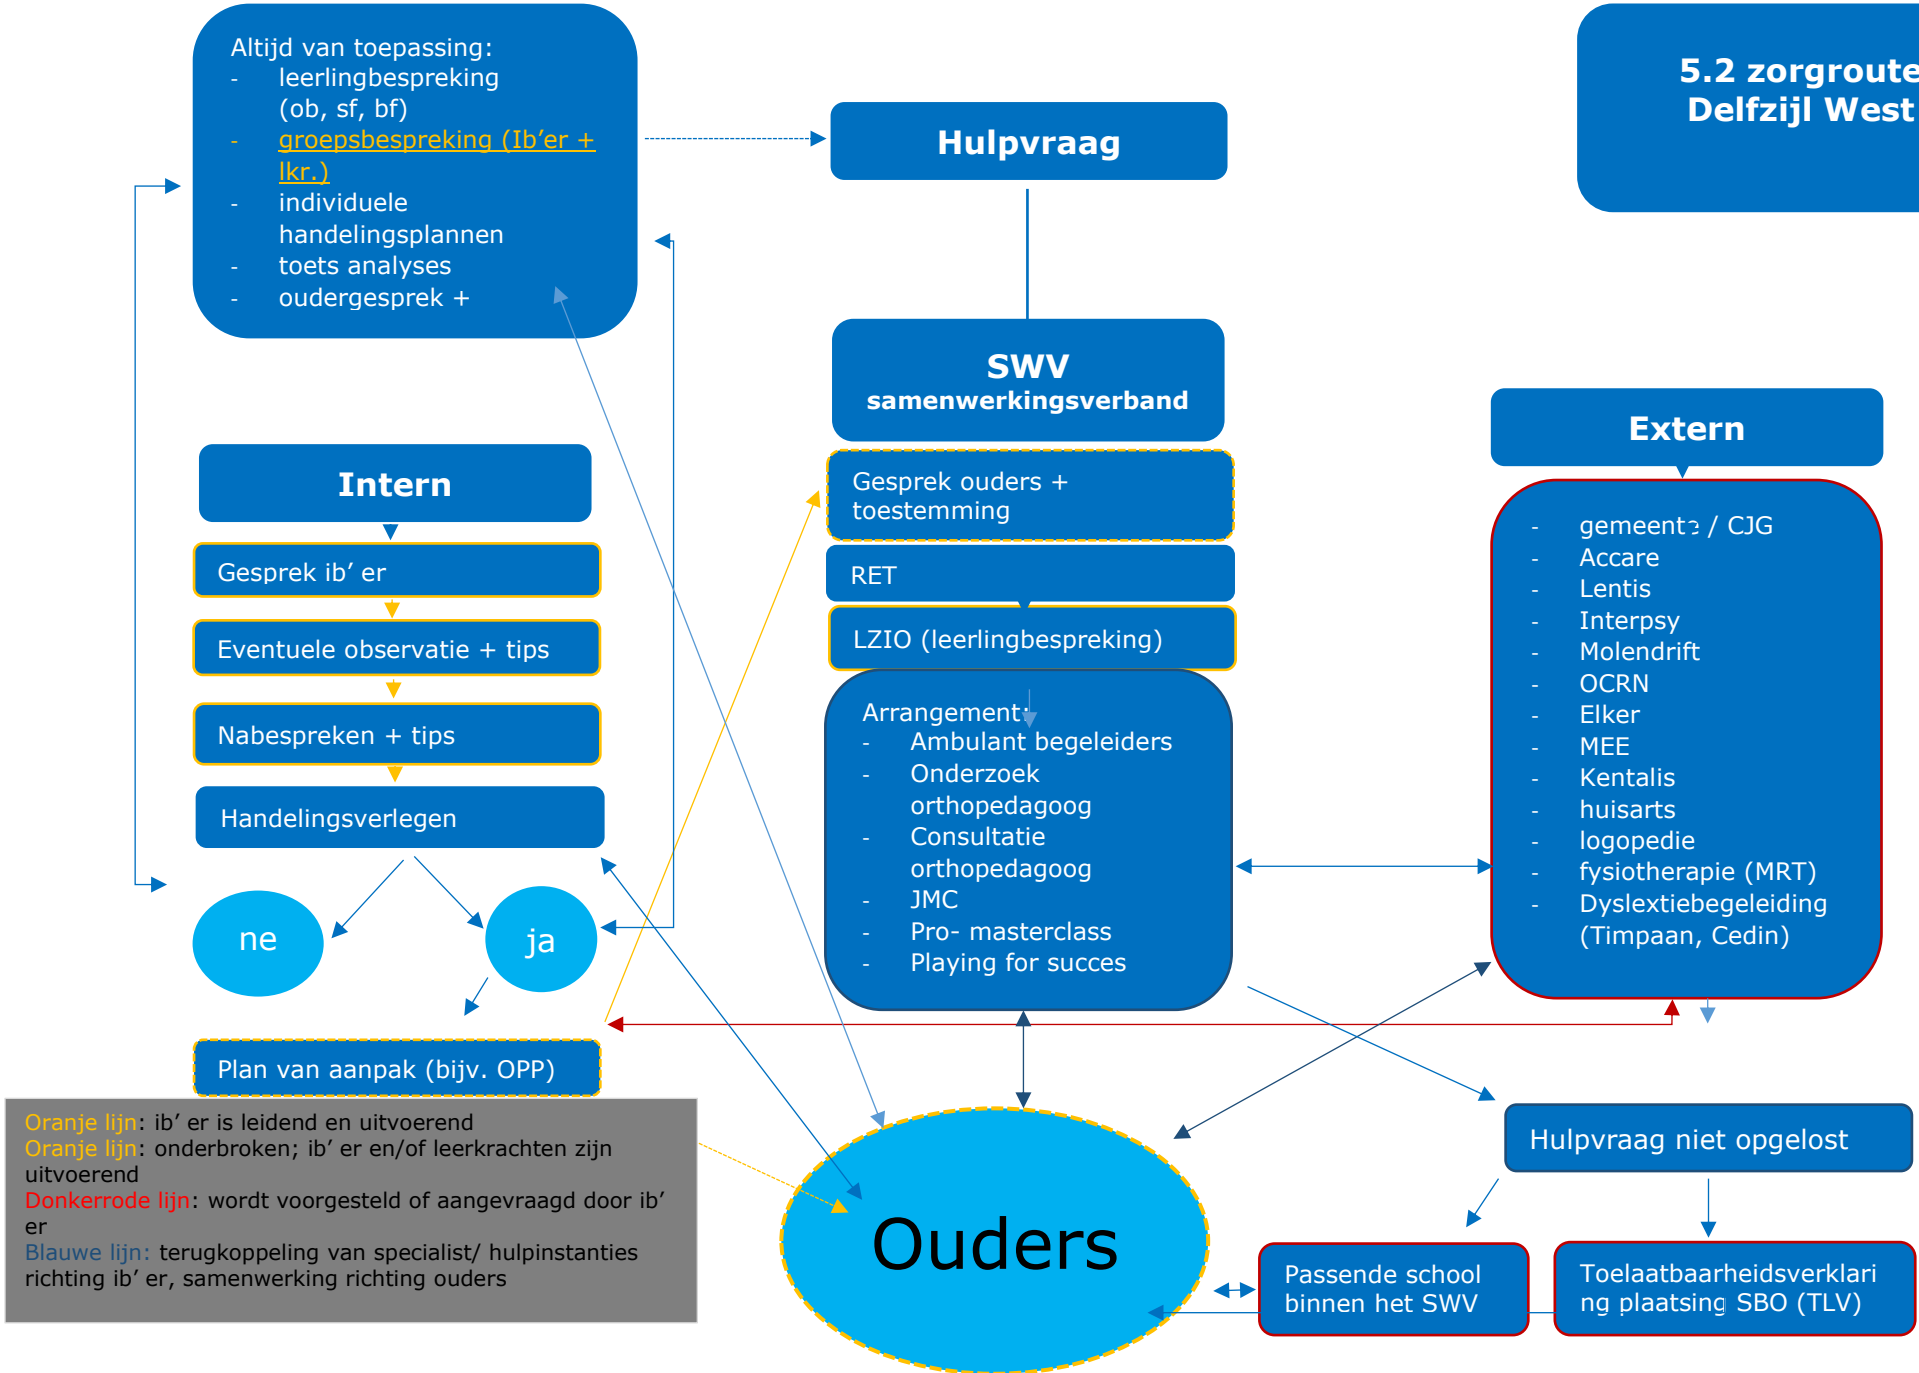 Altijd van toepassing:
- leerlingbespreking
(ob, sf, bf)
- groepsbespreking (Ib’er +
lkr.)
- individuele
handelingsplannen
- toets analyses
- oudergesprek +
Hulpvraag
5.2 zorgroute
Delfzijl West
SWV
samenwerkingsverband
Gesprek ouders +
toestemming
RET
LZIO (leerlingbespreking)
Arrangement:
- Ambulant begeleiders
- Onderzoek
orthopedagoog
- Consultatie
orthopedagoog
- JMC
- Pro- masterclass
- Playing for succes
Extern
- gemeente / CJG
- Accare
- Lentis
- Interpsy
- Molendrift
- OCRN
- Elker
- MEE
- Kentalis
- huisarts
- logopedie
- fysiotherapie (MRT)
- Dyslextiebegeleiding
(Timpaan, Cedin)
Intern
Gesprek ib’ er
Eventuele observatie + tips
Nabespreken + tips
Handelingsverlegen
ne
ja
Plan van aanpak (bijv. OPP)
Oranje lijn: ib’ er is leidend en uitvoerend
Oranje lijn: onderbroken; ib’ er en/of leerkrachten zijn
uitvoerend
Donkerrode lijn: wordt voorgesteld of aangevraagd door ib’
er
Blauwe lijn: terugkoppeling van specialist/ hulpinstanties
richting ib’ er, samenwerking richting ouders
Ouders
Hulpvraag niet opgelost
Passende school
binnen het SWV
Toelaatbaarheidsverklari
ng plaatsing SBO (TLV)